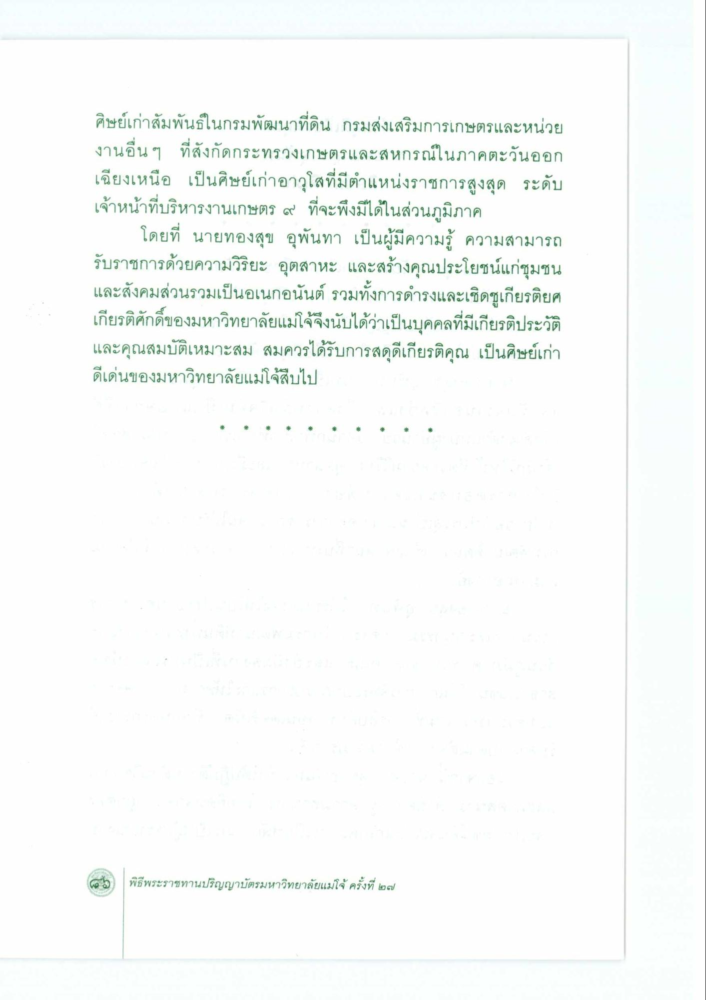 ศิษย์เก่าสัมพันธ์ในกรมพัฒนาที่ดิน กรมส่งเสริมการเกษตรและหน่วย
งานอื่นๆ ที่สังกัดกระทรวงเกษตรและสหกรณ์ในภาคตะวันออก
เฉียงเหนือ เป็นศิษย์เก่าอาวุโสที่มีตำแหน่งราชการสูงสุด ระดับ
เจ้าหน้าที่บริหารงานเกษตร ๙ ที่จะพึงมีได้ในส่วนภูมิภาค
โดยที่ นายทองสุข อุพันทา เป็นผู้มีความรู้ ความสามารถ
รับราชการด้วยความวิริยะ อุตสาหะ และสร้างคุณประโยชน์แก่ชุมชน
และสังคมส่วนรวมเป็นอเนกอนันต์ รวมทั้งการดำรงและเชิดชูเกียรติยศ
เกียรติศักดิ์ของมหาวิทยาลัยแม่โจ้จึงนับได้ว่าเป็นบุคคลที่มีเกียรติประวัติ
และคุณสมบัติเหมาะสม สมควรได้รับการสดุดีเกียรติคุณ เป็นศิษย์เก่า
ดีเด่นของมหาวิทยาลัยแม่โจ้สืบไป
* * * * * * * * * *
๘๖
พิธีพระราชทานปริญญาบัตรมหาวิทยาลัยแม่โจ้ ครั้งที่ ๒๗